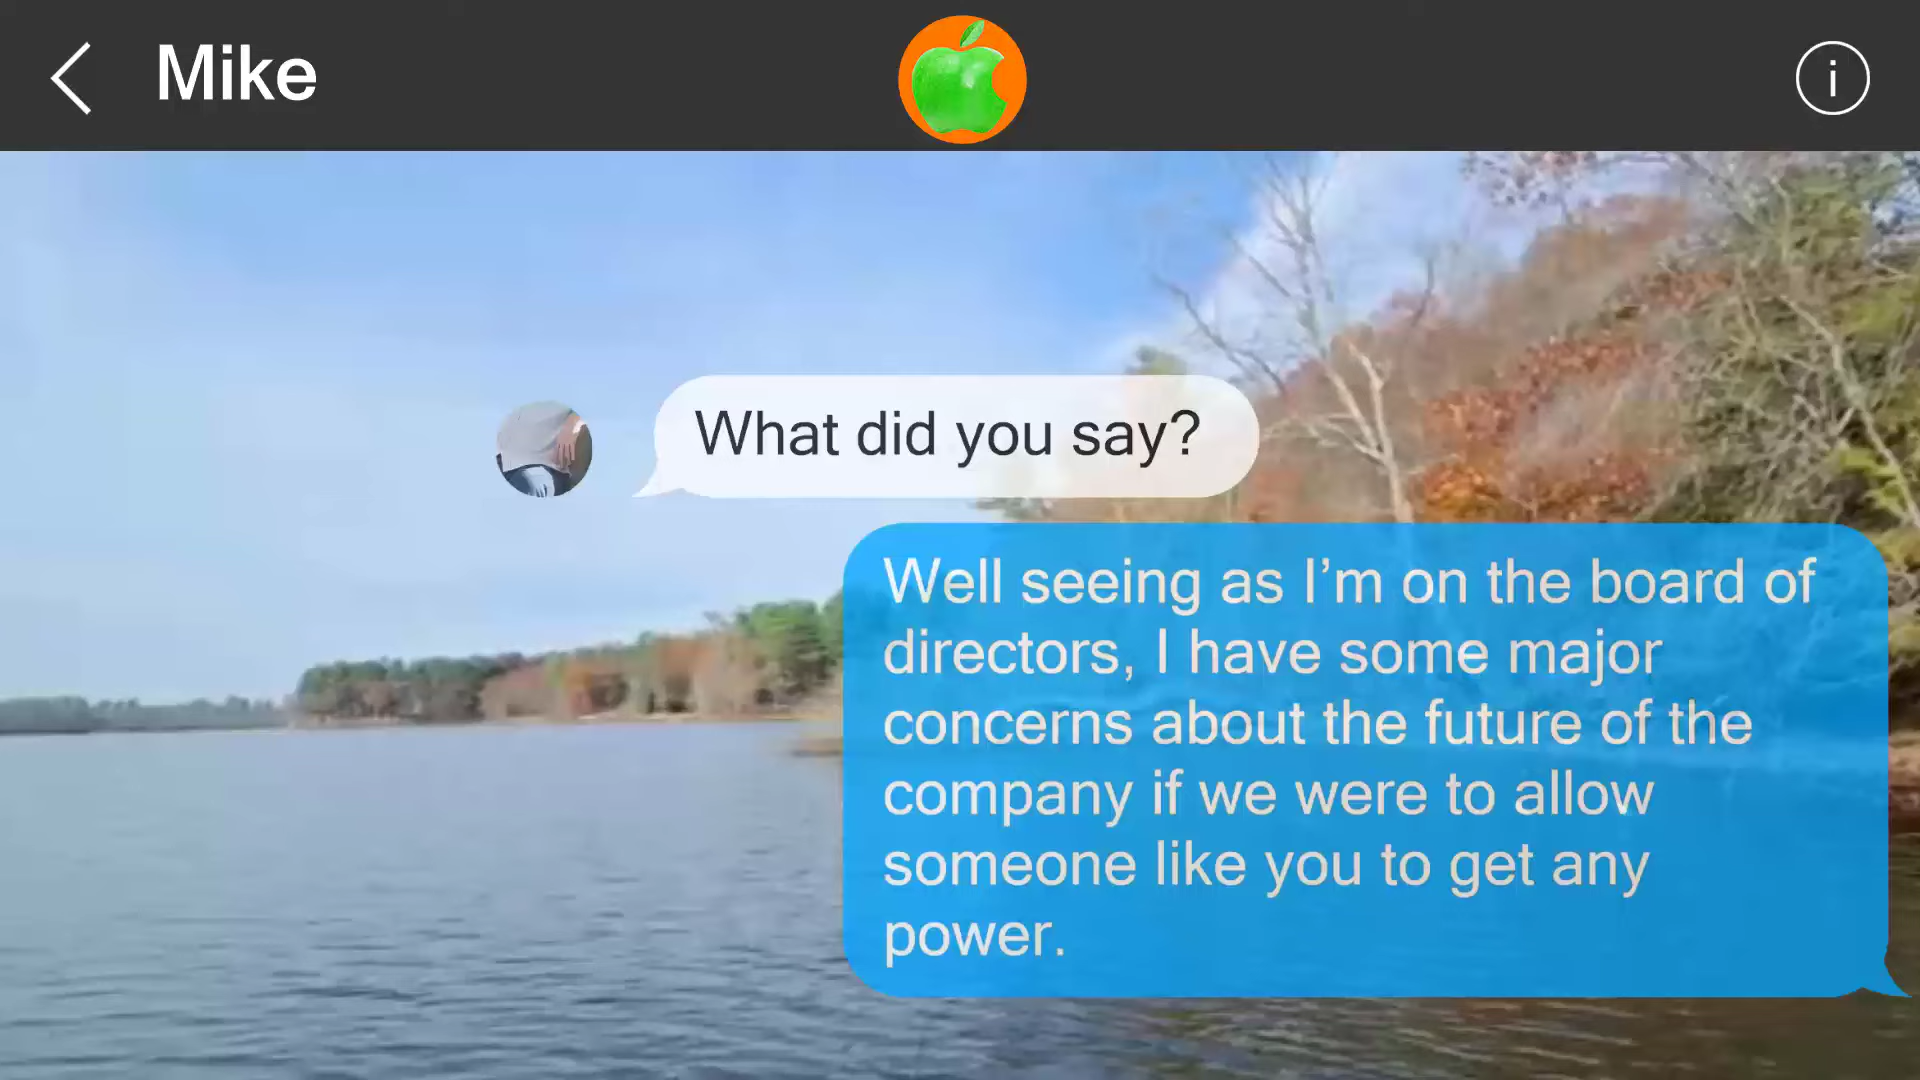 Mike
What did you say?
Well seeing as I’m on the board of
directors, I have some major
concerns about the future of the
company if we were to allow
someone like you to get any
power.